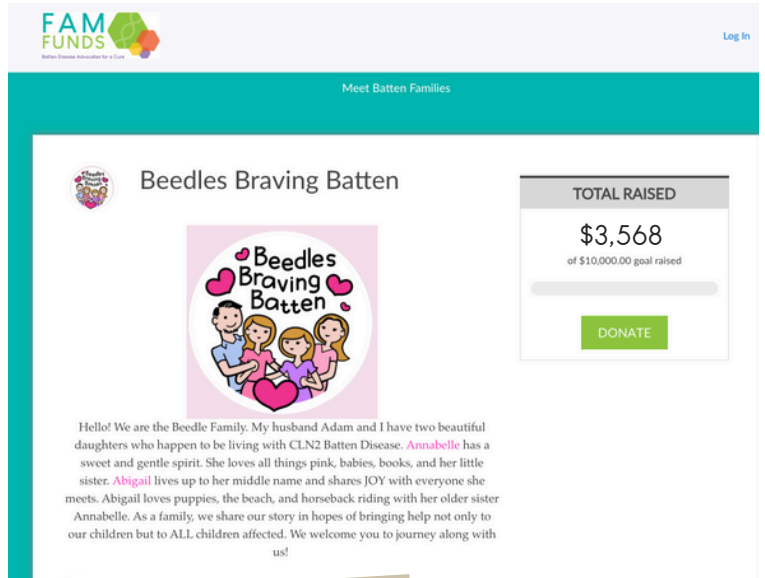 FAM
FUNDS
Batten Disease Advocates for a Cure
Log In
Meet Batten Families
Beedles Braving Batten
TOTAL RAISED
$3,568
of $10,000.00 goal raised
DONATE
Beedles
Braving
Batten
Hello! We are the Beedle Family. My husband Adam and I have two beautiful
daughters who happen to be living with CLN2 Batten Disease. Annabelle has a
sweet and gentle spirit. She loves all things pink, babies, books, and her little
sister. Abigail lives up to her middle name and shares JOY with everyone she
meets. Abigail loves puppies, the beach, and horseback riding with her older sister
Annabelle. As a family, we share our story in hopes of bringing help not only to
our children but to ALL children affected. We welcome you to journey along with
us!